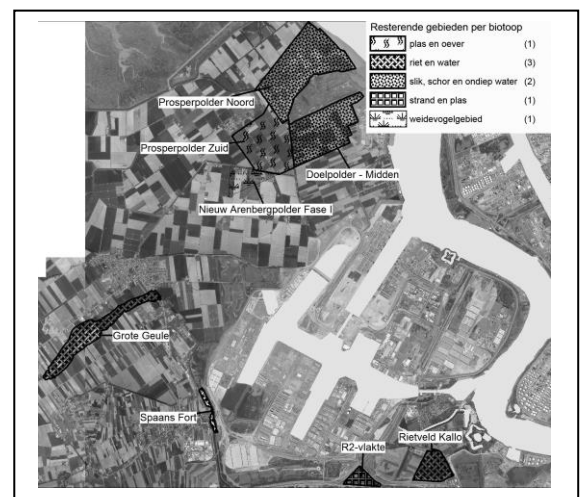 Resterende gebieden per biotoop
plas en oever (1)
riet en water (3)
slik, schor en ondiep water (2)
strand en plas (1)
weidevogelgebied (1)
Prosperpolder Noord
Prosperpolder Zuid
Doelpolder - Midden
Nieuw Arenbergpolder Fase I
Grote Geule
Spaans Fort
R2-vlakte
Rietveld Kallo